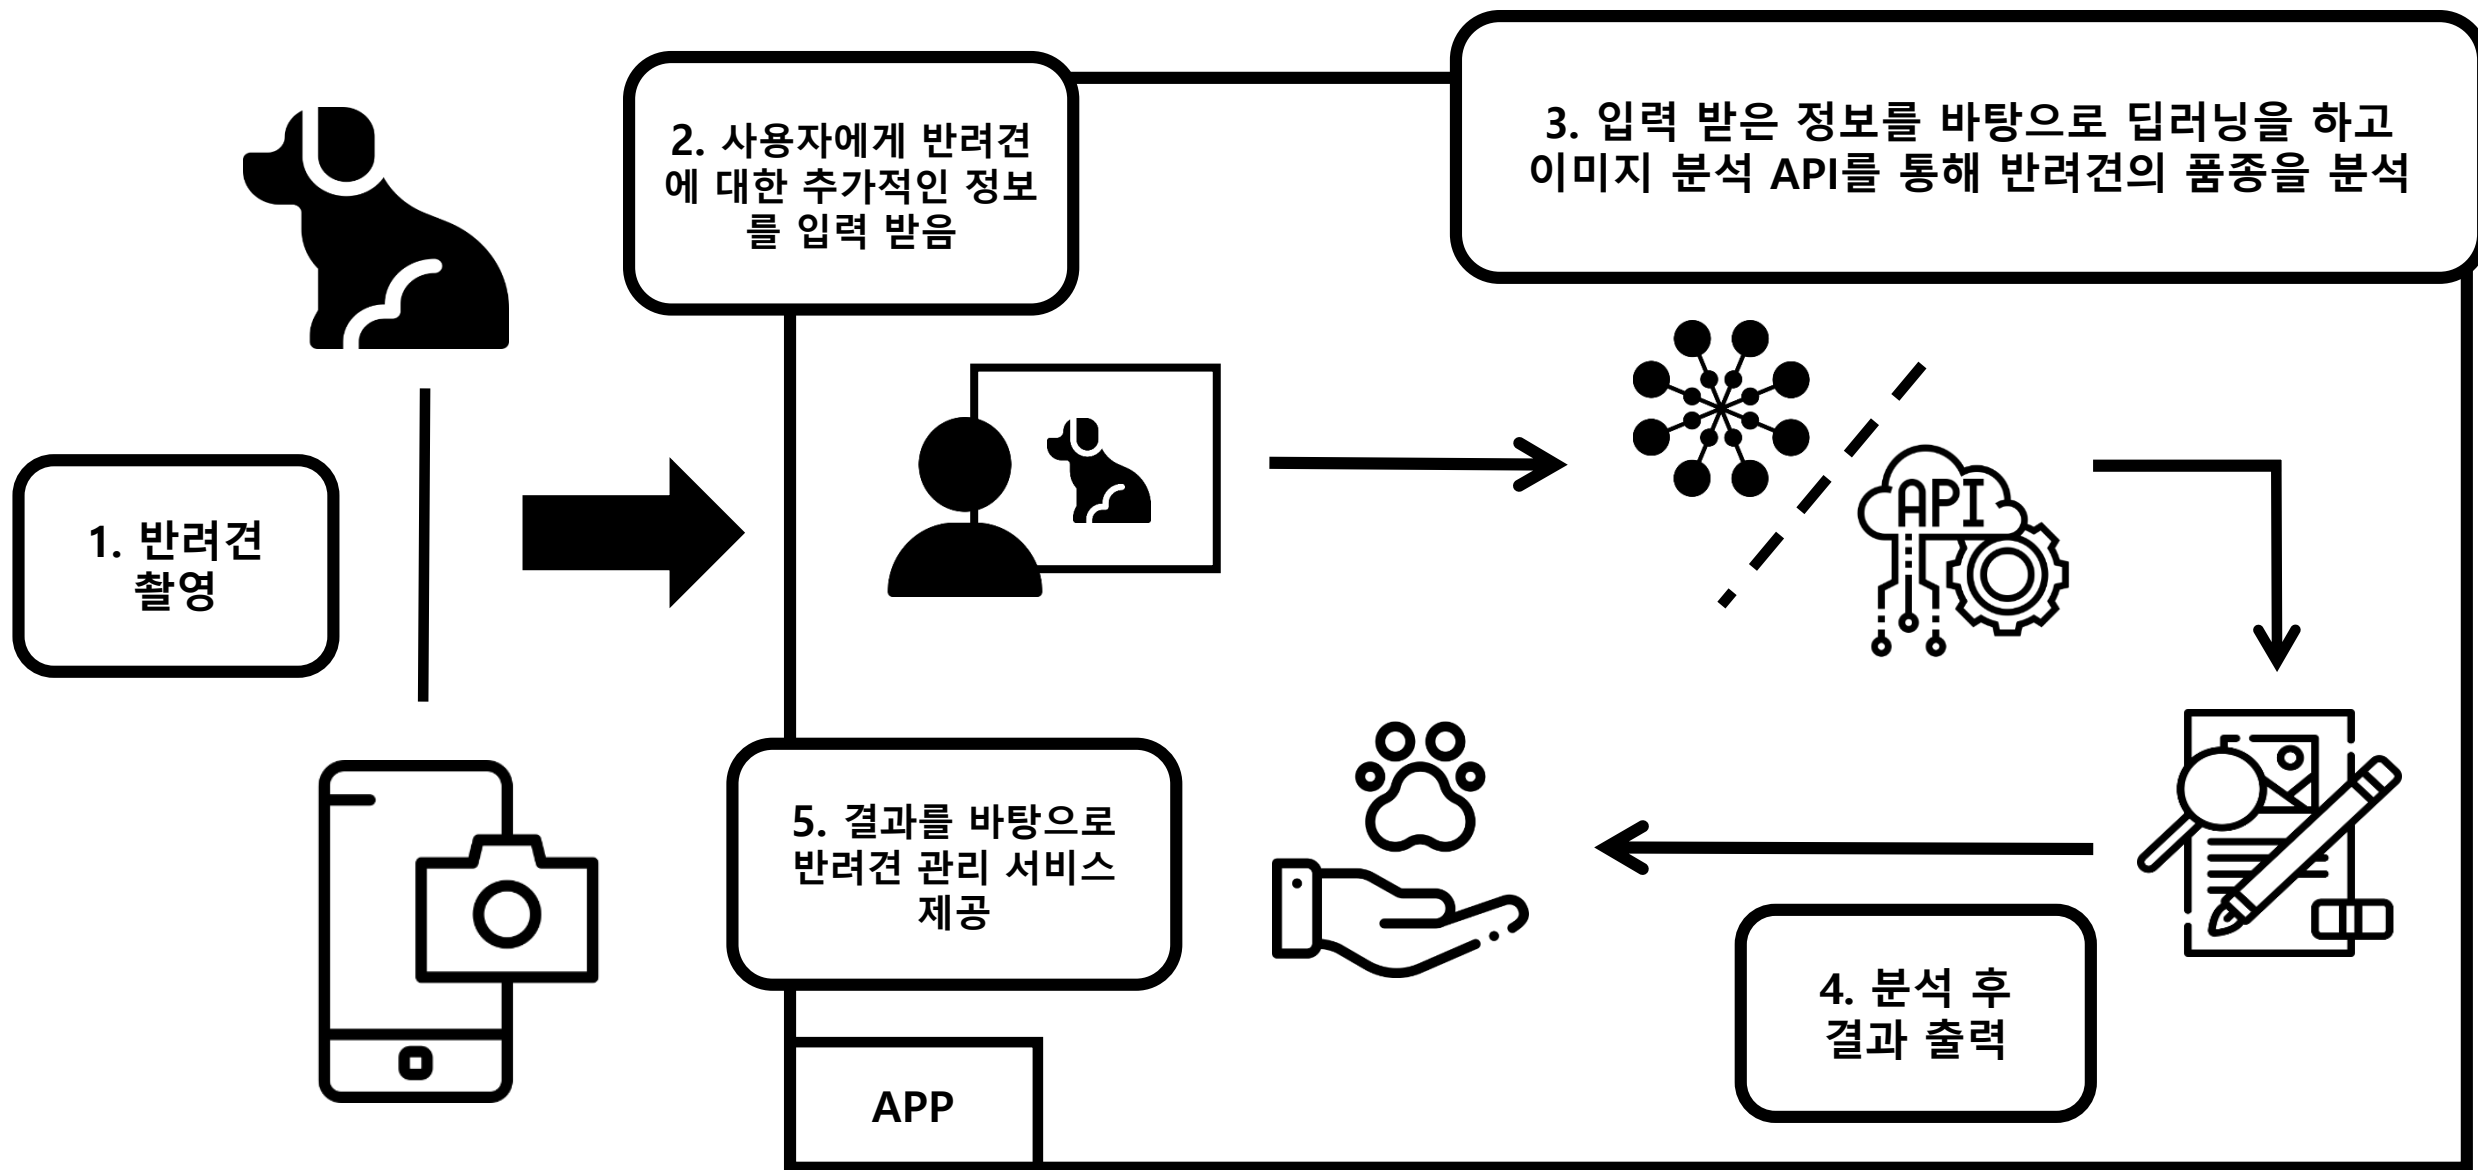 1. 반려견
촬영
2. 사용자에게 반려견
에 대한 추가적인 정보
를 입력 받음
3. 입력 받은 정보를 바탕으로 딥러닝을 하고
이미지 분석 API를 통해 반려견의 품종을 분석
API
4. 분석 후
결과 출력
5. 결과를 바탕으로
반려견 관리 서비스
제공
APP